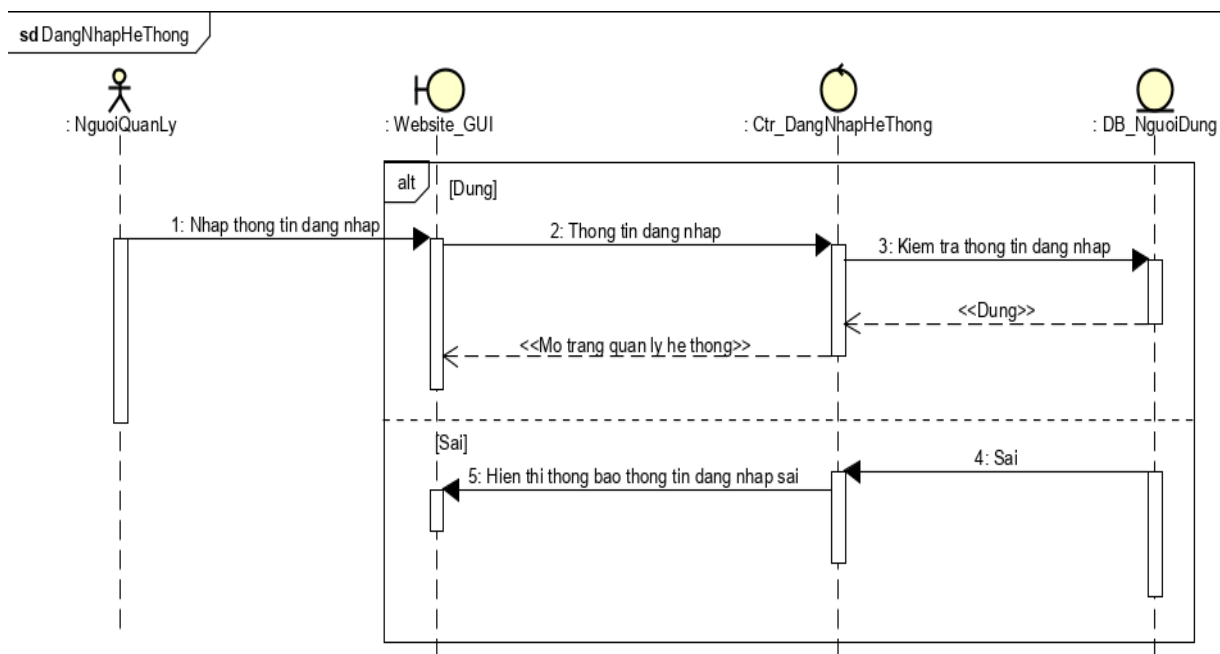 sd DangNhapHeThong
: NguoiQuanLy
: Website_GUI
: Ctr_DangNhapHeThong
: DB_NguoiDung
alt
[Dung]
1: Nhap thong tin dang nhap
2: Thong tin dang nhap
3: Kiem tra thong tin dang nhap
<<Dung>>
<<Mo trang quan ly he thong>>
[Sai]
4: Sai
5: Hien thi thong bao thong tin dang nhap sai